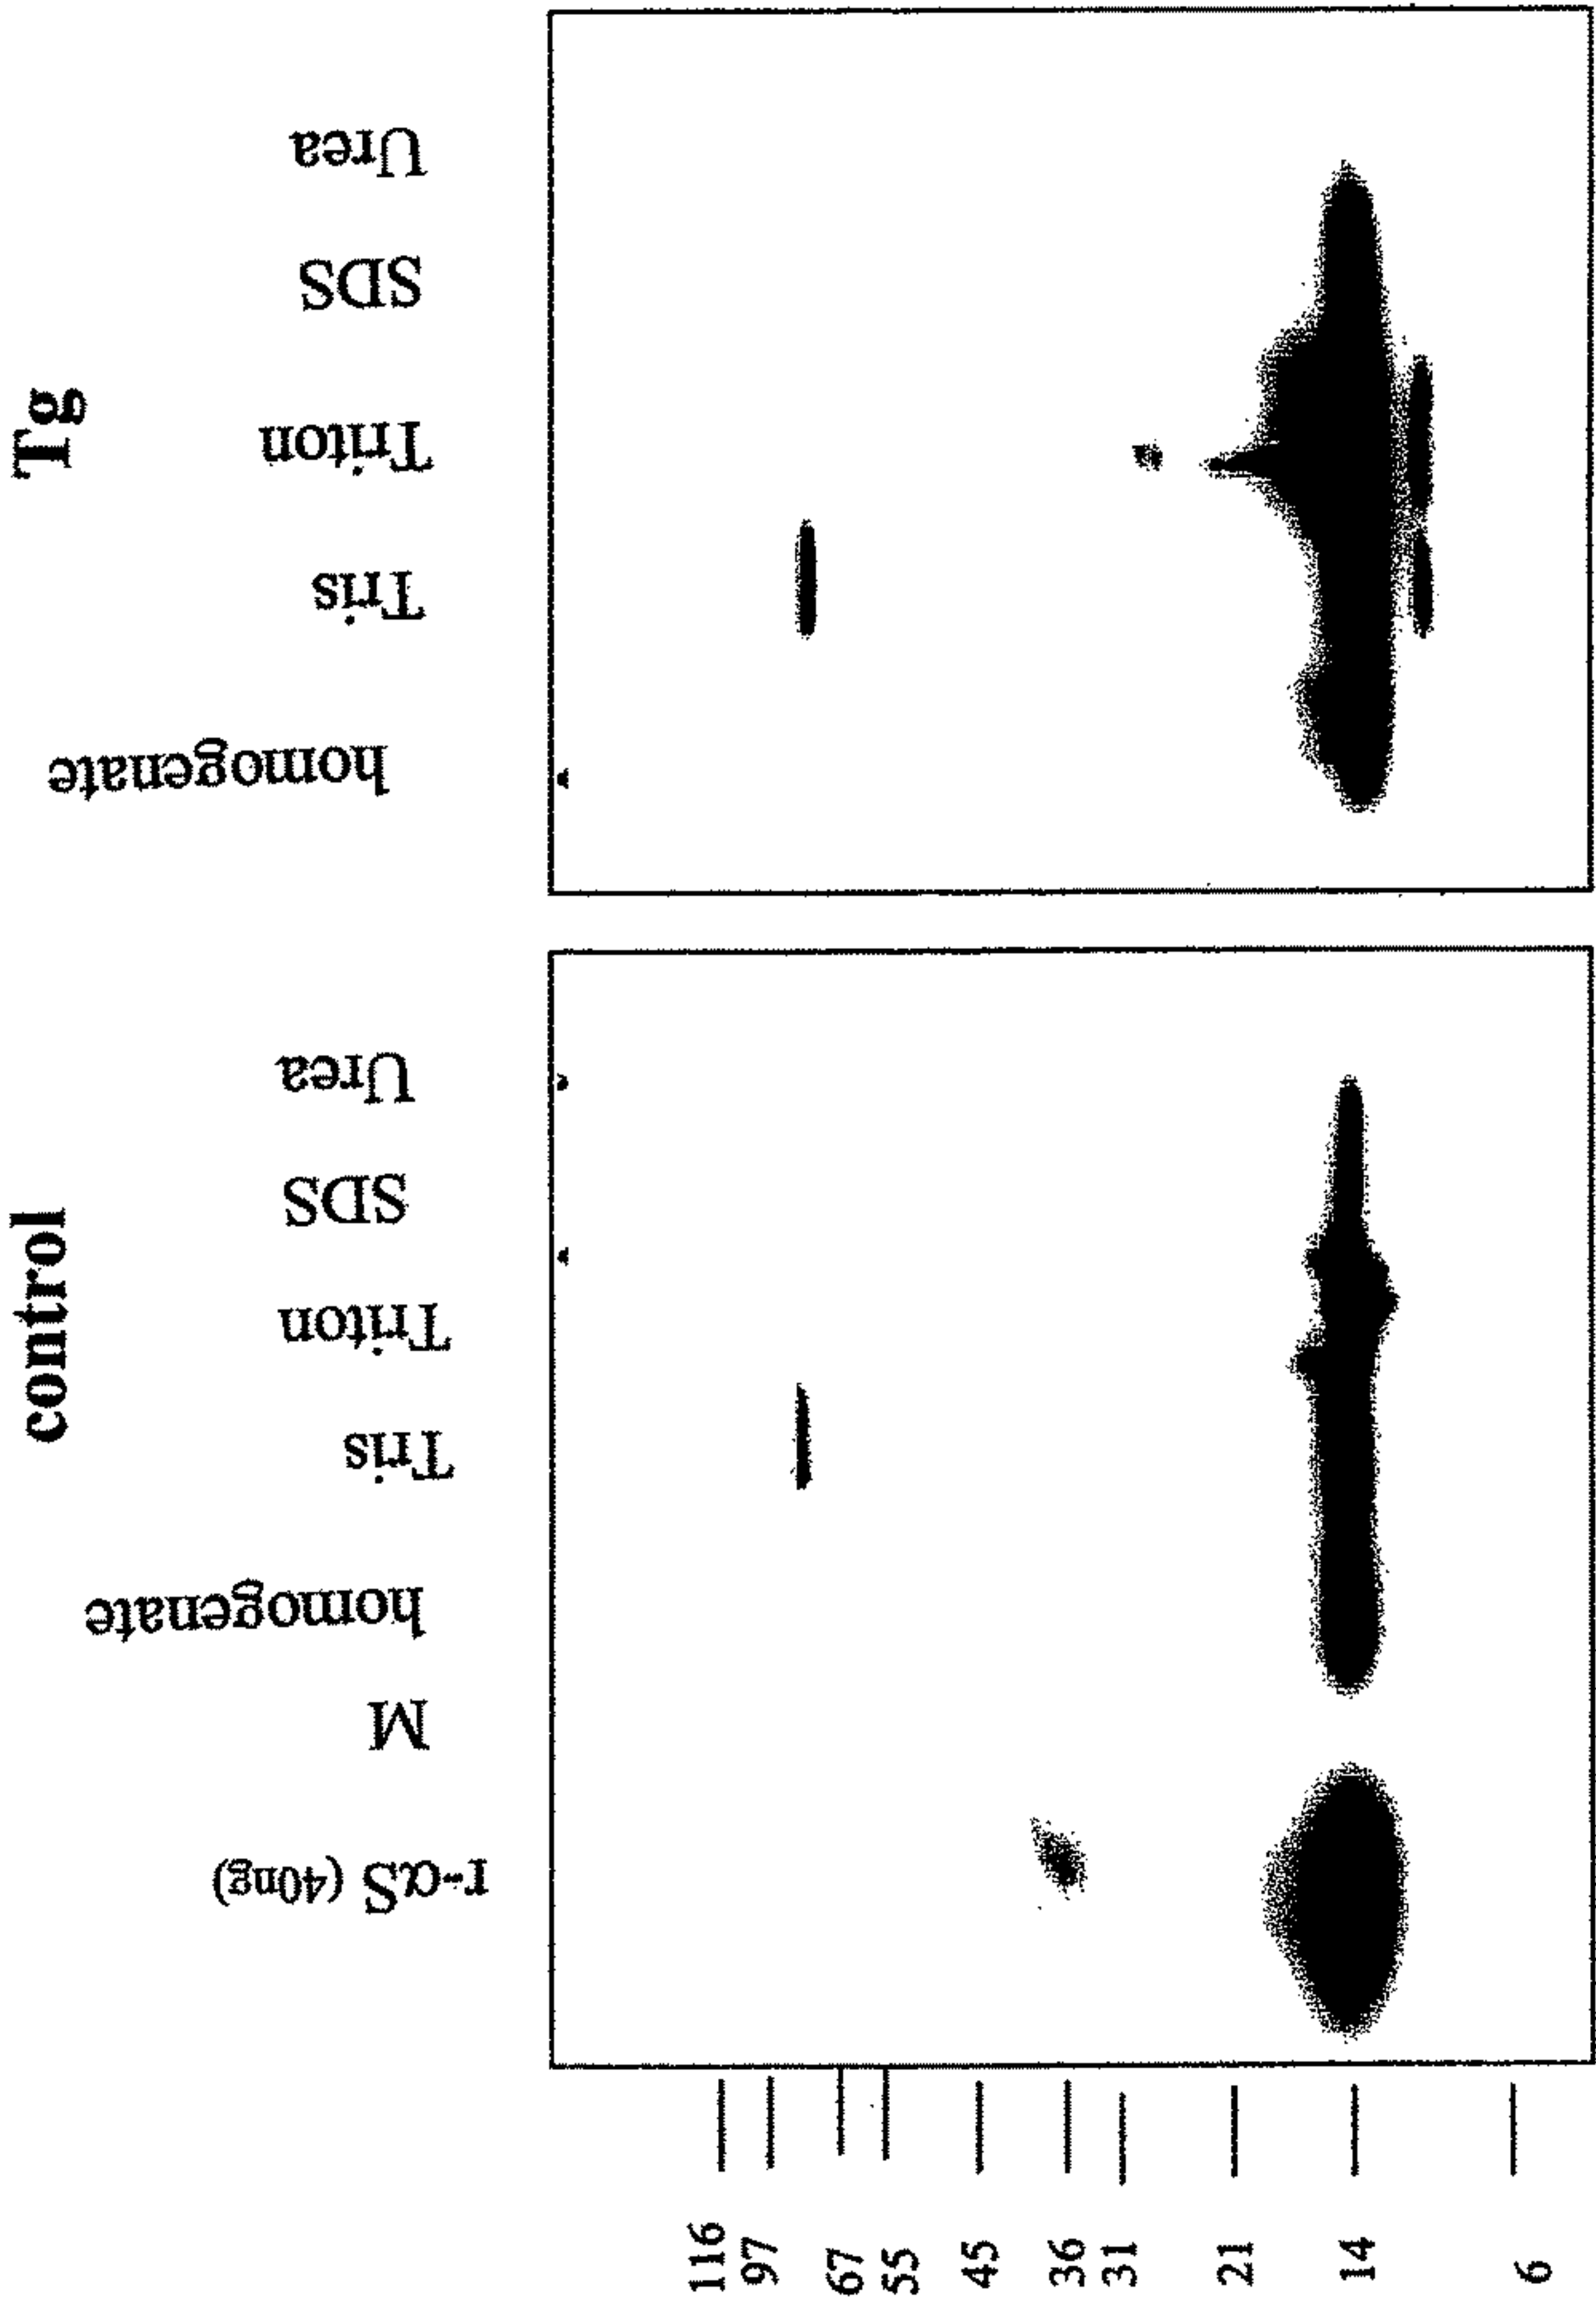 control
Tg
r-αS (40ng)
M
homogenate
Tris
Triton
SDS
Urea
homogenate
Tris
Triton
SDS
Urea
116
97
67
55
45
36
31
21
14
6